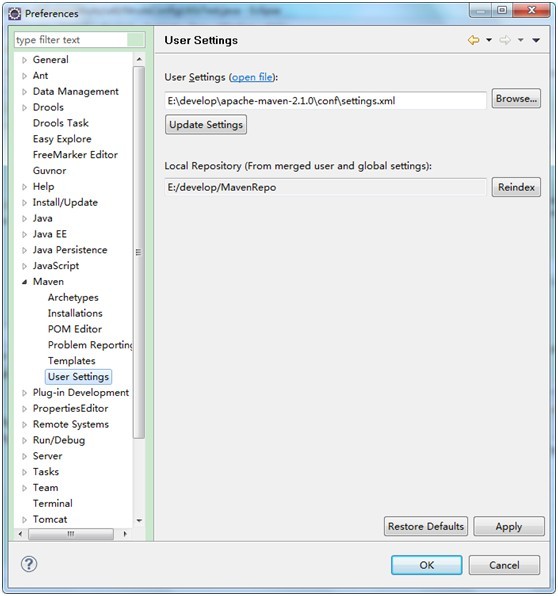 Preferences
type filter text
General
Ant
Data Management
Drools
Drools Task
Easy Explore
FreeMarker Editor
Guvnor
Help
Install/Update
Java
Java EE
Java Persistence
JavaScript
Maven
Archetypes
Installations
POM Editor
Problem Reporting
Templates
User Settings
Plug-in Development
PropertiesEditor
Remote Systems
Run/Debug
Server
Tasks
Team
Terminal
Tomcat
User Settings
User Settings (open file):
E:\develop\apache-maven-2.1.0\conf\settings.xml
Browse...
Update Settings
Local Repository (From merged user and global settings):
E:/develop/MavenRepo
Reindex
Restore Defaults
Apply
?
OK
Cancel